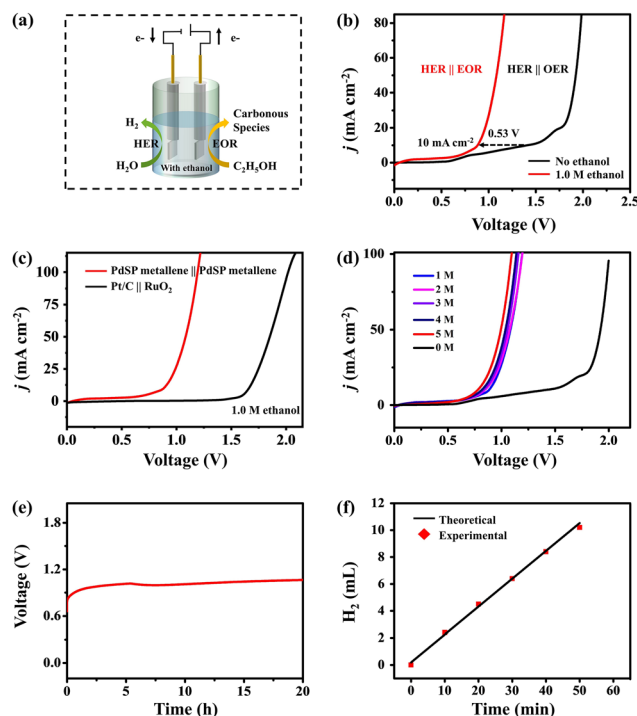 (a)
e-
e-
H₂
Carbonous
Species
HER
EOR
H₂O
With ethanol
C₂H₅OH
(b)
j (mA cm⁻²)
80
60
40
20
0
HER || EOR
HER || OER
0.53 V
10 mA cm⁻²
No ethanol
1.0 M ethanol
0.0 0.5 1.0 1.5 2.0 2.5
Voltage (V)
(c)
j (mA cm⁻²)
100
75
50
25
0
PdSP metallene || PdSP metallene
Pt/C || RuO₂
1.0 M ethanol
0.0 0.5 1.0 1.5 2.0
Voltage (V)
(d)
j (mA cm⁻²)
100
50
0
1 M
2 M
3 M
4 M
5 M
0 M
0.0 0.5 1.0 1.5 2.0
Voltage (V)
(e)
Voltage (V)
1.8
1.2
0.6
0.0
0 5 10 15 20
Time (h)
(f)
H₂ (mL)
12
10
8
6
4
2
0
Theoretical
Experimental
0 10 20 30 40 50 60
Time (min)